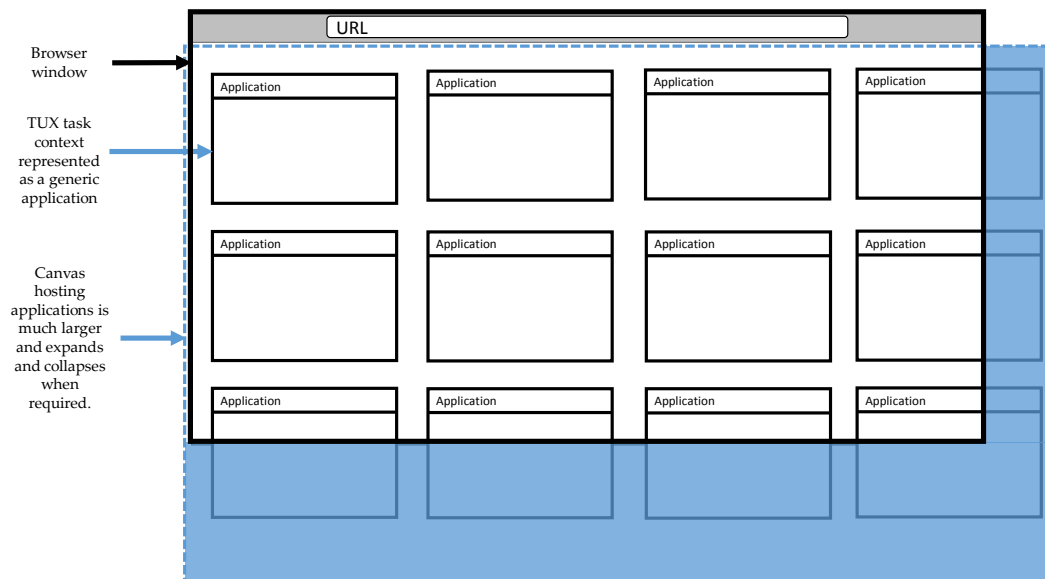 URL
Browser
window
Application
Application
Application
Application
TUX task
context
represented
as a generic
application
Application
Application
Application
Application
Canvas
hosting
applications is
much larger
and expands
and collapses
when
required.
Application
Application
Application
Application